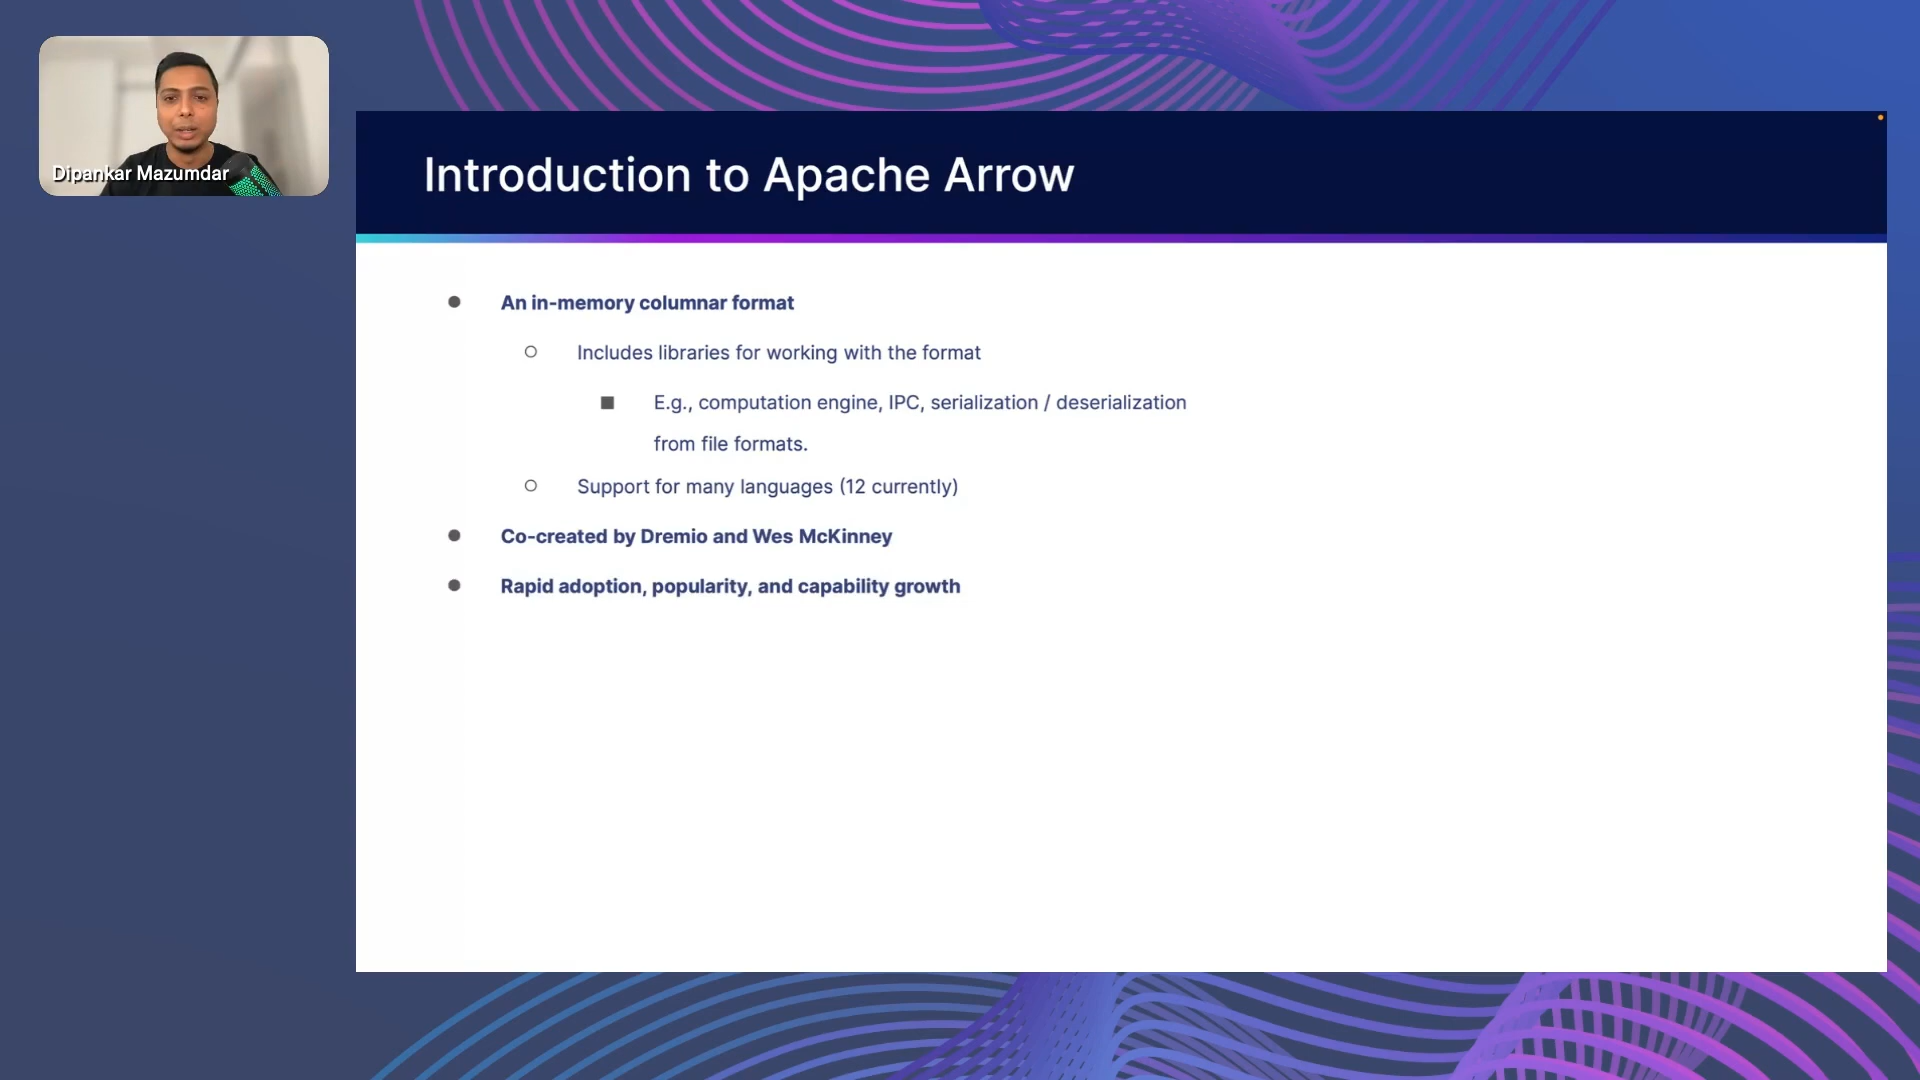 Dipankar Mazumdar
Introduction to Apache Arrow
An in-memory columnar format
Includes libraries for working with the format
E.g., computation engine, IPC, serialization / deserialization
from file formats.
Support for many languages (12 currently)
Co-created by Dremio and Wes McKinney
Rapid adoption, popularity, and capability growth